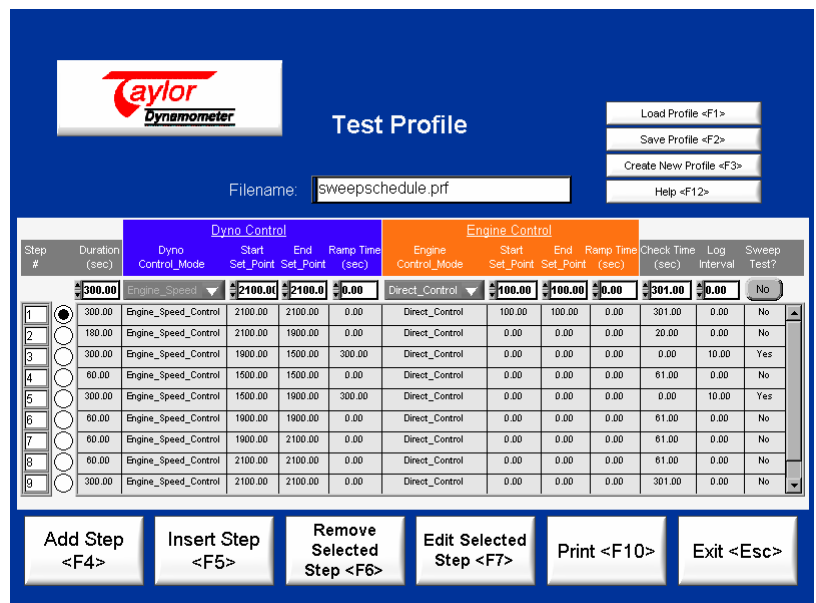 Taylor
Dynamometer
Test Profile
Load Profile <F1>
Save Profile <F2>
Create New Profile <F3>
Help <F12>
Filename: sweepschedule.prf
Dyno Control Engine Control
Step Duration Dyno Start End Ramp Time Engine Start End Ramp Time Check Time Log Sweep
# (sec) Control_Mode Set_Point Set_Point (sec) Control_Mode Set_Point Set_Point (sec) (sec) Interval Test?
300.00 Engine_Speed 2100.0( 2100.0 0.00 Direct_Control 0.00 100.00 0.00 301.00 0.00 No
1 300.00 Engine_Speed_Control 2100.00 2100.00 0.00 Direct_Control 100.00 100.00 0.00 301.00 0.00 No
2 180.00 Engine_Speed_Control 2100.00 1900.00 0.00 Direct_Control 0.00 0.00 0.00 20.00 0.00 No
3 300.00 Engine_Speed_Control 1900.00 1500.00 300.00 Direct_Control 0.00 0.00 0.00 0.00 10.00 Yes
4 60.00 Engine_Speed_Control 1500.00 1500.00 0.00 Direct_Control 0.00 0.00 0.00 61.00 0.00 No
5 300.00 Engine_Speed_Control 1500.00 1900.00 300.00 Direct_Control 0.00 0.00 0.00 0.00 10.00 Yes
6 60.00 Engine_Speed_Control 1900.00 1900.00 0.00 Direct_Control 0.00 0.00 0.00 61.00 0.00 No
7 60.00 Engine_Speed_Control 1900.00 2100.00 0.00 Direct_Control 0.00 0.00 0.00 61.00 0.00 No
8 60.00 Engine_Speed_Control 2100.00 2100.00 0.00 Direct_Control 0.00 0.00 0.00 61.00 0.00 No
9 300.00 Engine_Speed_Control 2100.00 2100.00 0.00 Direct_Control 0.00 0.00 0.00 301.00 0.00 No
Add Step
<F4>
Insert Step
<F5>
Remove
Selected
Step <F6>
Edit Selected
Step <F7>
Print <F10>
Exit <Esc>